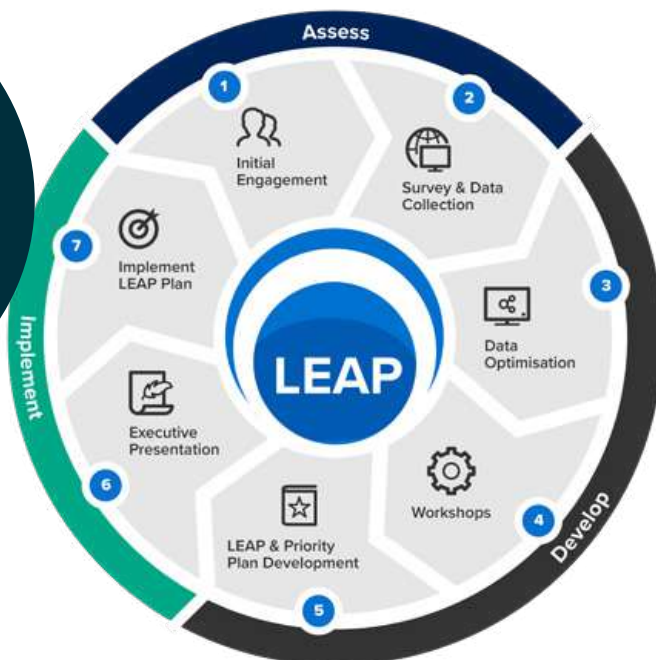 Assess
1
Initial
Engagement
2
Survey & Data
Collection
3
Data
Optimisation
4
Workshops
Develop
5
LEAP & Priority
Plan Development
6
Executive
Presentation
7
Implement
LEAP Plan
Implement
LEAP